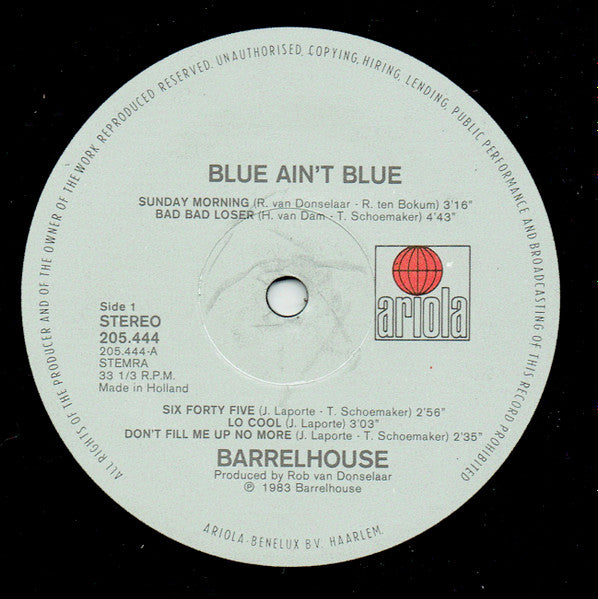 ALL RIGHTS OF THE PRODUCER AND OF THE OWNER OF THE WORK REPRODUCED RESERVED. UNAUTHORISED, COPYING, HIRING, LENDING, PUBLIC PERFORMANCE AND BROADCASTING OF THIS RECORD PROHIBITED
BLUE AIN'T BLUE
SUNDAY MORNING (R. van Donselaar - R. ten Bokum) 3'16"
BAD BAD LOSER (H. van Dam - T. Schoemaker) 4'43"
Side 1
STEREO
205.444
205.444-A
STEMRA
33 1/3 R.P.M.
Made in Holland
ariola
SIX FORTY FIVE (J. Laporte - T. Schoemaker) 2'56"
LO COOL (J. Laporte) 3'03"
DON'T FILL ME UP NO MORE (J. Laporte - T. Schoemaker) 2'35"
BARRELHOUSE
Produced by Rob van Donselaar
℗ 1983 Barrelhouse
ARIOLA-BENELUX B.V. HAARLEM